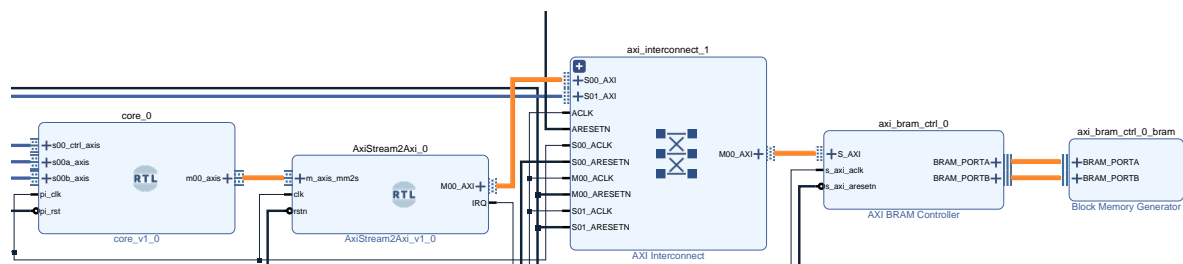 core_0
s00_ctrl_axis
s00a_axis
s00b_axis
pi_clk
pi_rst
RTL
m00_axis
core_v1_0
AxiStream2Axi_0
m_axis_mm2s
clk
rstn
RTL
M00_AXI
IRQ
AxiStream2Axi_v1_0
axi_interconnect_1
S00_AXI
S01_AXI
ACLK
ARESETN
S00_ACLK
S00_ARESETN
M00_ACLK
M00_ARESETN
S01_ACLK
S01_ARESETN
M00_AXI
AXI Interconnect
axi_bram_ctrl_0
S_AXI
s_axi_aclk
s_axi_aresetn
BRAM_PORTA
BRAM_PORTB
AXI BRAM Controller
axi_bram_ctrl_0_bram
BRAM_PORTA
BRAM_PORTB
Block Memory Generator